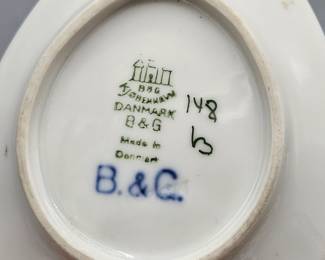 B&G
KJØBENHAVN
DANMARK
B&G
Made in
Denmark
B.&G.
148
b